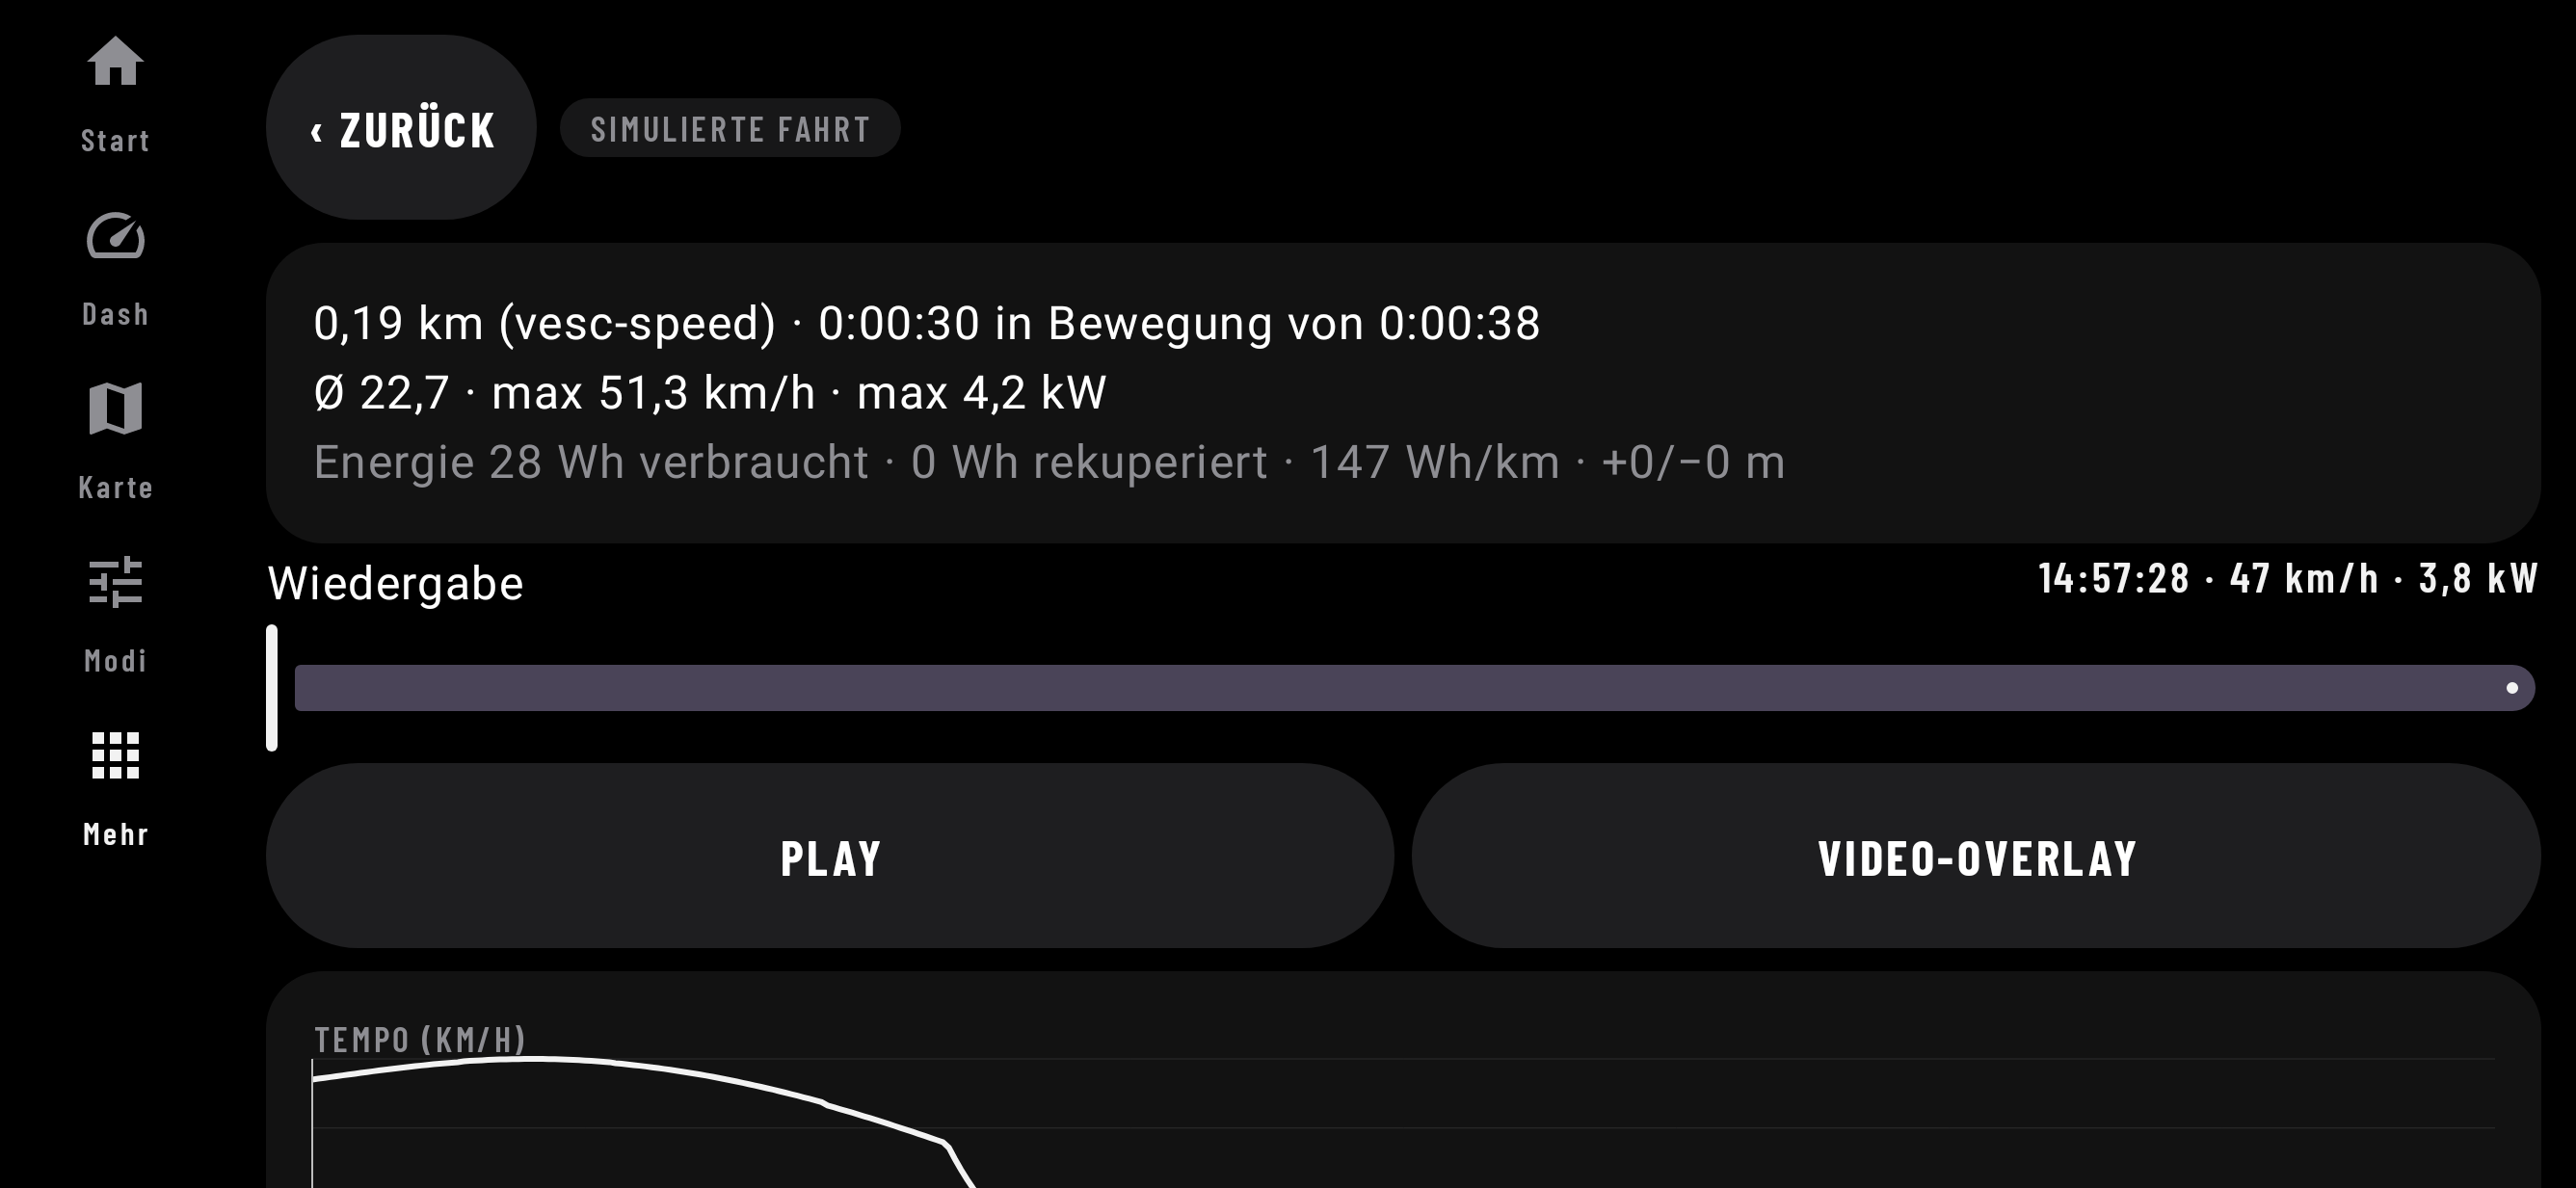 Start
Dash
Karte
Modi
Mehr
‹ ZURÜCK
SIMULIERTE FAHRT
0,19 km (vesc-speed) · 0:00:30 in Bewegung von 0:00:38
Ø 22,7 · max 51,3 km/h · max 4,2 kW
Energie 28 Wh verbraucht · 0 Wh rekuperiert · 147 Wh/km · +0/−0 m
Wiedergabe
14:57:28 · 47 km/h · 3,8 kW
PLAY
VIDEO-OVERLAY
TEMPO (KM/H)